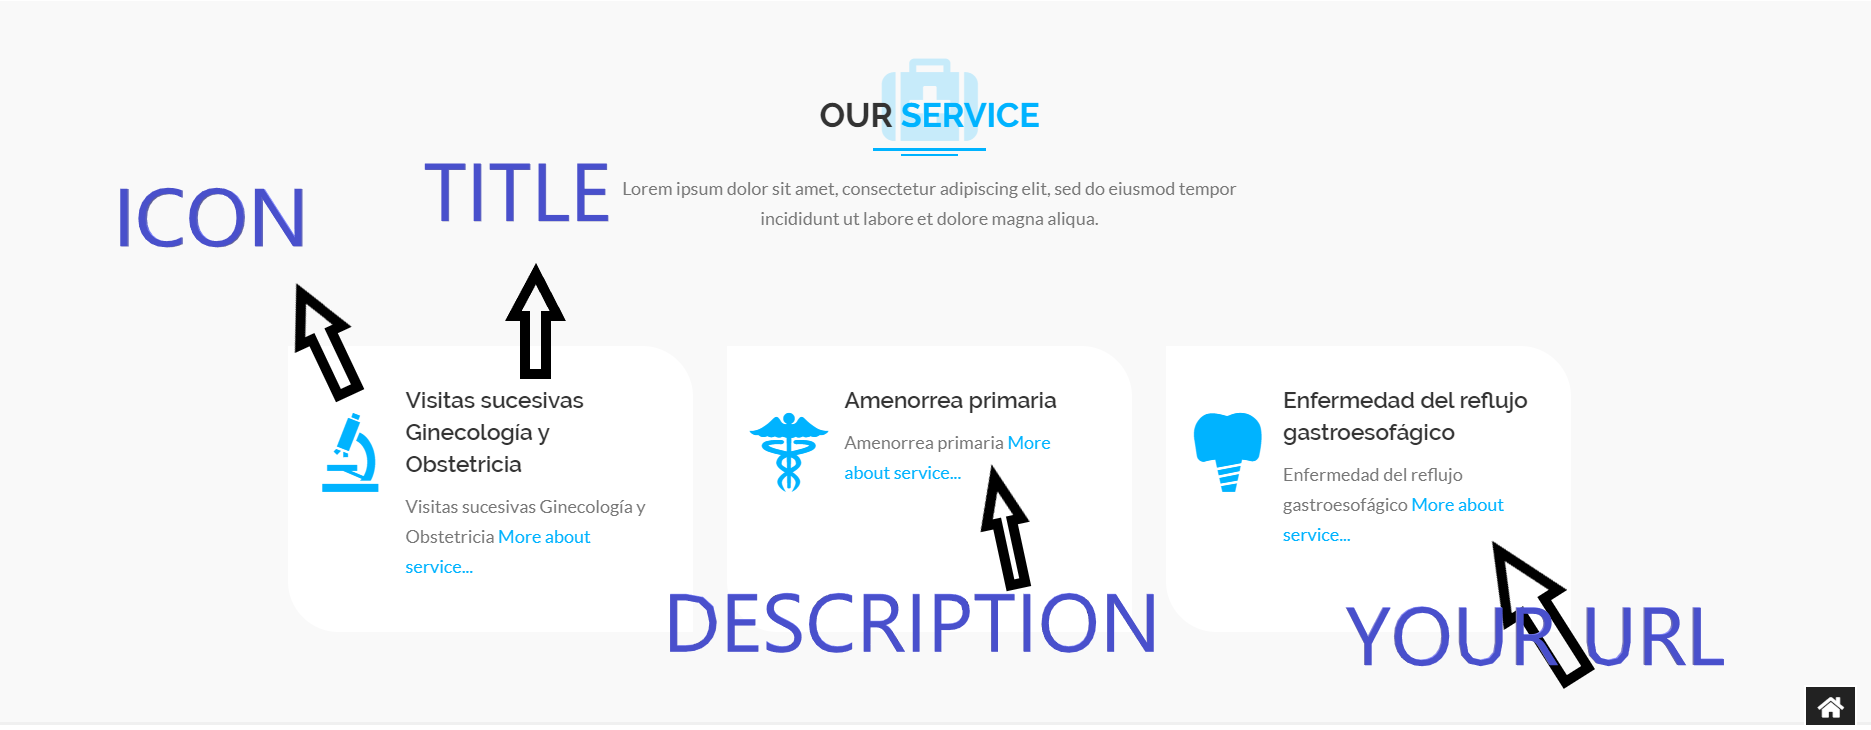 OUR SERVICE
TITLE
ICON
Lorem ipsum dolor sit amet, consectetur adipiscing elit, sed do eiusmod tempor
incididunt ut labore et dolore magna aliqua.
Visitas sucesivas
Ginecología y
Obstetricia
Visitas sucesivas Ginecología y
Obstetricia More about
service...
Amenorrea primaria
Amenorrea primaria More
about service...
Enfermedad del reflujo
gastroesofágico
Enfermedad del reflujo
gastroesofágico More about
service...
DESCRIPTION
YOUR URL